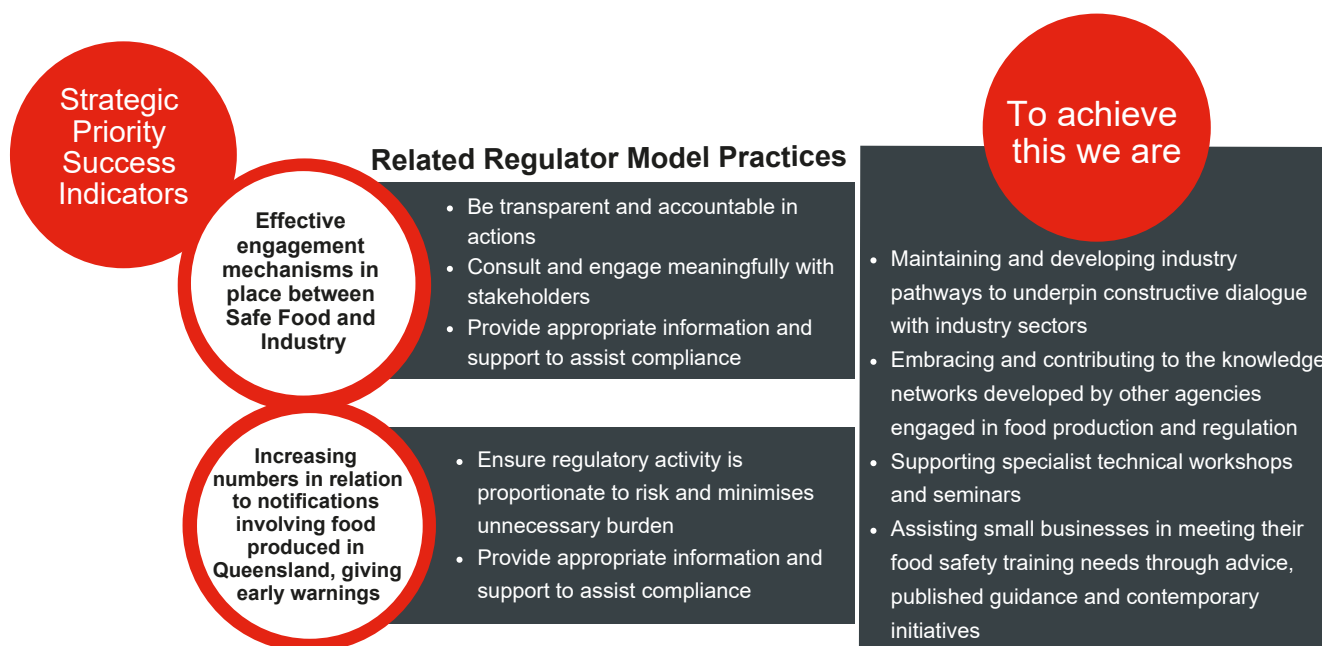 Strategic
Priority
Success
Indicators
Related Regulator Model Practices
Effective
engagement
mechanisms in
place between
Safe Food and
Industry
• Be transparent and accountable in
actions
• Consult and engage meaningfully with
stakeholders
• Provide appropriate information and
support to assist compliance
Increasing
numbers in relation
to notifications
involving food
produced in
Queensland, giving
early warnings
• Ensure regulatory activity is
proportionate to risk and minimises
unnecessary burden
• Provide appropriate information and
support to assist compliance
To achieve
this we are
• Maintaining and developing industry
pathways to underpin constructive dialogue
with industry sectors
• Embracing and contributing to the knowledge
networks developed by other agencies
engaged in food production and regulation
• Supporting specialist technical workshops
and seminars
• Assisting small businesses in meeting their
food safety training needs through advice,
published guidance and contemporary
initiatives